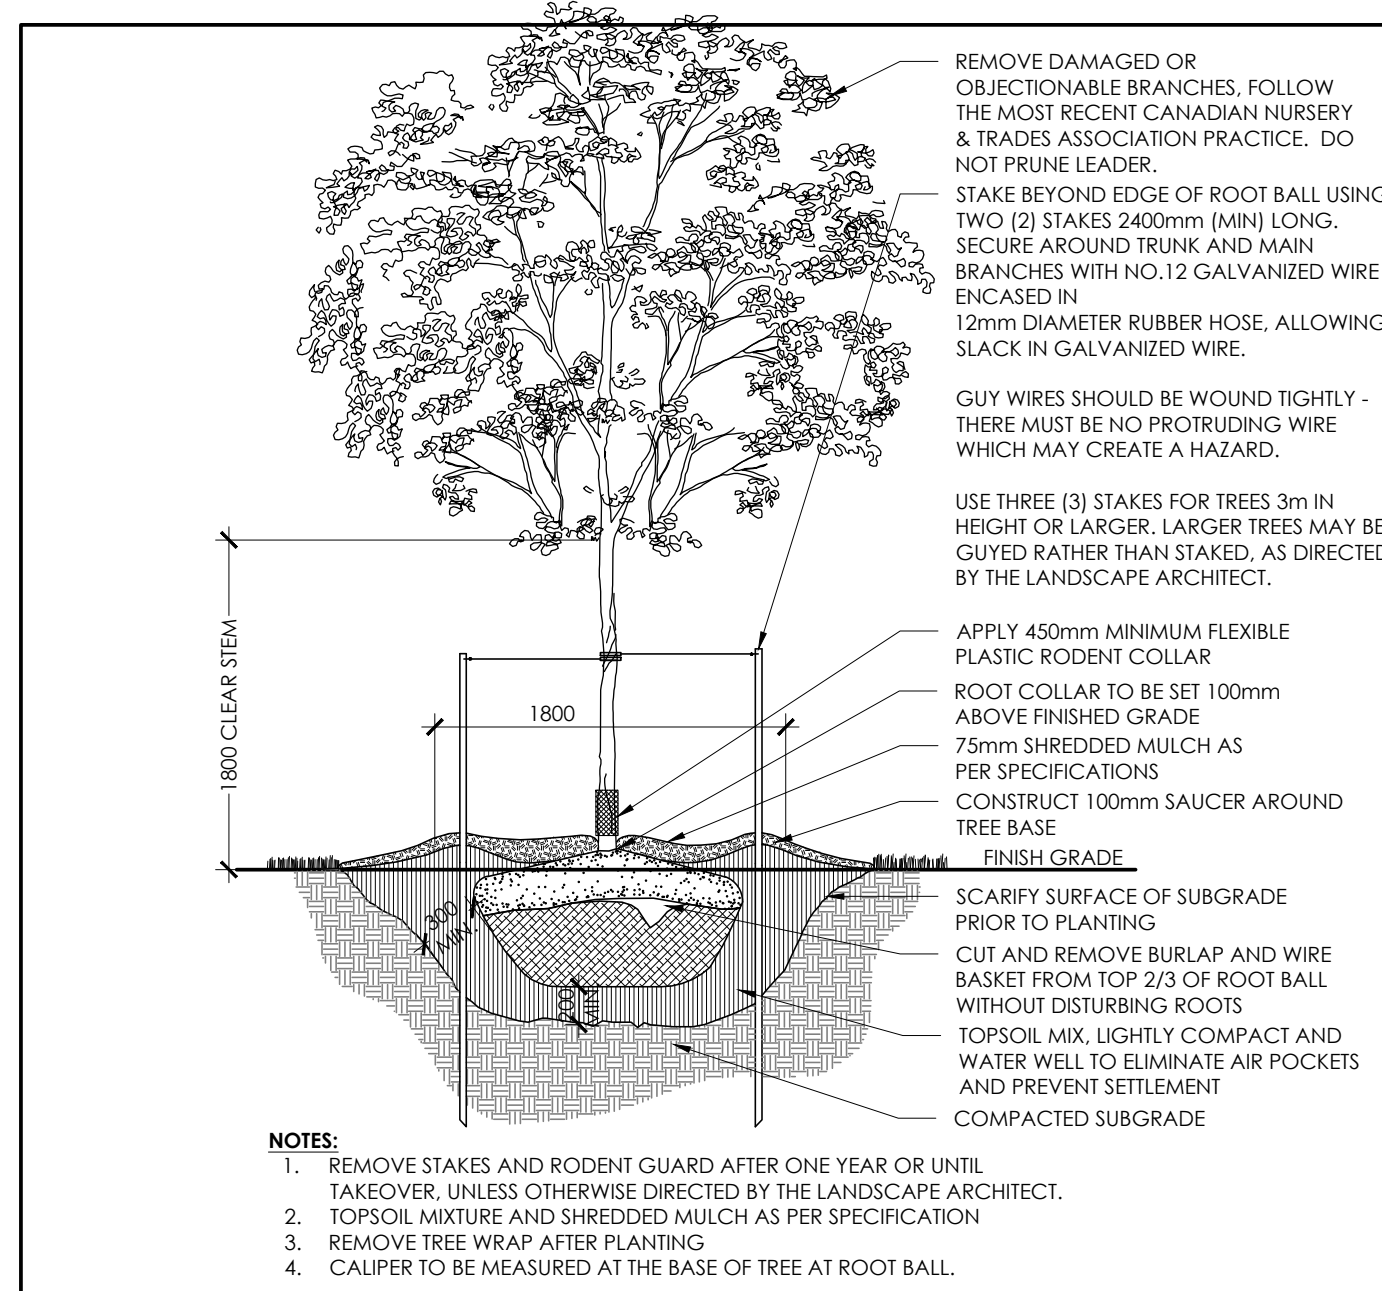 REMOVE DAMAGED OR
OBJECTIONABLE BRANCHES, FOLLOW
THE MOST RECENT CANADIAN NURSERY
& TRADES ASSOCIATION PRACTICE.  DO
NOT PRUNE LEADER.
STAKE BEYOND EDGE OF ROOT BALL USING
TWO (2) STAKES 2400mm (MIN) LONG.
SECURE AROUND TRUNK AND MAIN
BRANCHES WITH NO.12 GALVANIZED WIRE
ENCASED IN
12mm DIAMETER RUBBER HOSE, ALLOWING
SLACK IN GALVANIZED WIRE.
GUY WIRES SHOULD BE WOUND TIGHTLY -
THERE MUST BE NO PROTRUDING WIRE
WHICH MAY CREATE A HAZARD.
USE THREE (3) STAKES FOR TREES 3m IN
HEIGHT OR LARGER. LARGER TREES MAY BE
GUYED RATHER THAN STAKED, AS DIRECTED
BY THE LANDSCAPE ARCHITECT.
1800 CLEAR STEM
1800
APPLY 450mm MINIMUM FLEXIBLE
PLASTIC RODENT COLLAR
ROOT COLLAR TO BE SET 100mm
ABOVE FINISHED GRADE
75mm SHREDDED MULCH AS
PER SPECIFICATIONS
CONSTRUCT 100mm SAUCER AROUND
TREE BASE
FINISH GRADE
300
MIN.
200
MIN
SCARIFY SURFACE OF SUBGRADE
PRIOR TO PLANTING
CUT AND REMOVE BURLAP AND WIRE
BASKET FROM TOP 2/3 OF ROOT BALL
WITHOUT DISTURBING ROOTS
TOPSOIL MIX, LIGHTLY COMPACT AND
WATER WELL TO ELIMINATE AIR POCKETS
AND PREVENT SETTLEMENT
COMPACTED SUBGRADE
NOTES:
1. REMOVE STAKES AND RODENT GUARD AFTER ONE YEAR OR UNTIL
TAKEOVER, UNLESS OTHERWISE DIRECTED BY THE LANDSCAPE ARCHITECT.
2. TOPSOIL MIXTURE AND SHREDDED MULCH AS PER SPECIFICATION
3. REMOVE TREE WRAP AFTER PLANTING
4. CALIPER TO BE MEASURED AT THE BASE OF TREE AT ROOT BALL.